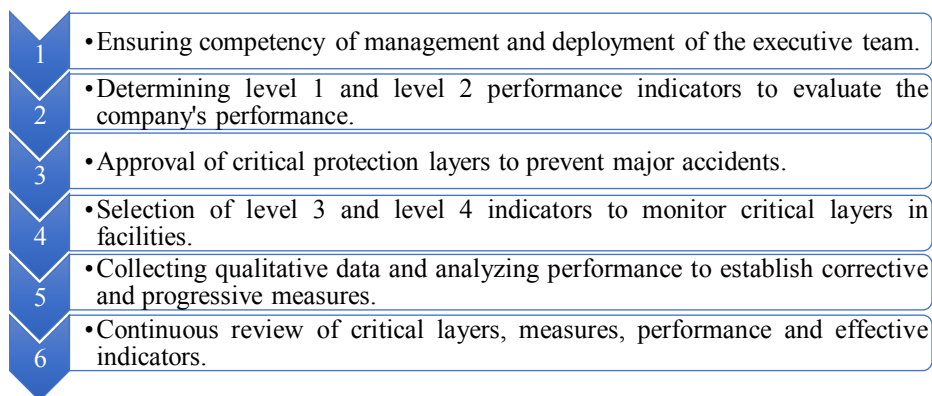 1
•Ensuring competency of management and deployment of the executive team.
2
•Determining level 1 and level 2 performance indicators to evaluate the
company's performance.
3
•Approval of critical protection layers to prevent major accidents.
4
•Selection of level 3 and level 4 indicators to monitor critical layers in
facilities.
5
•Collecting qualitative data and analyzing performance to establish corrective
and progressive measures.
6
•Continuous review of critical layers, measures, performance and effective
indicators.